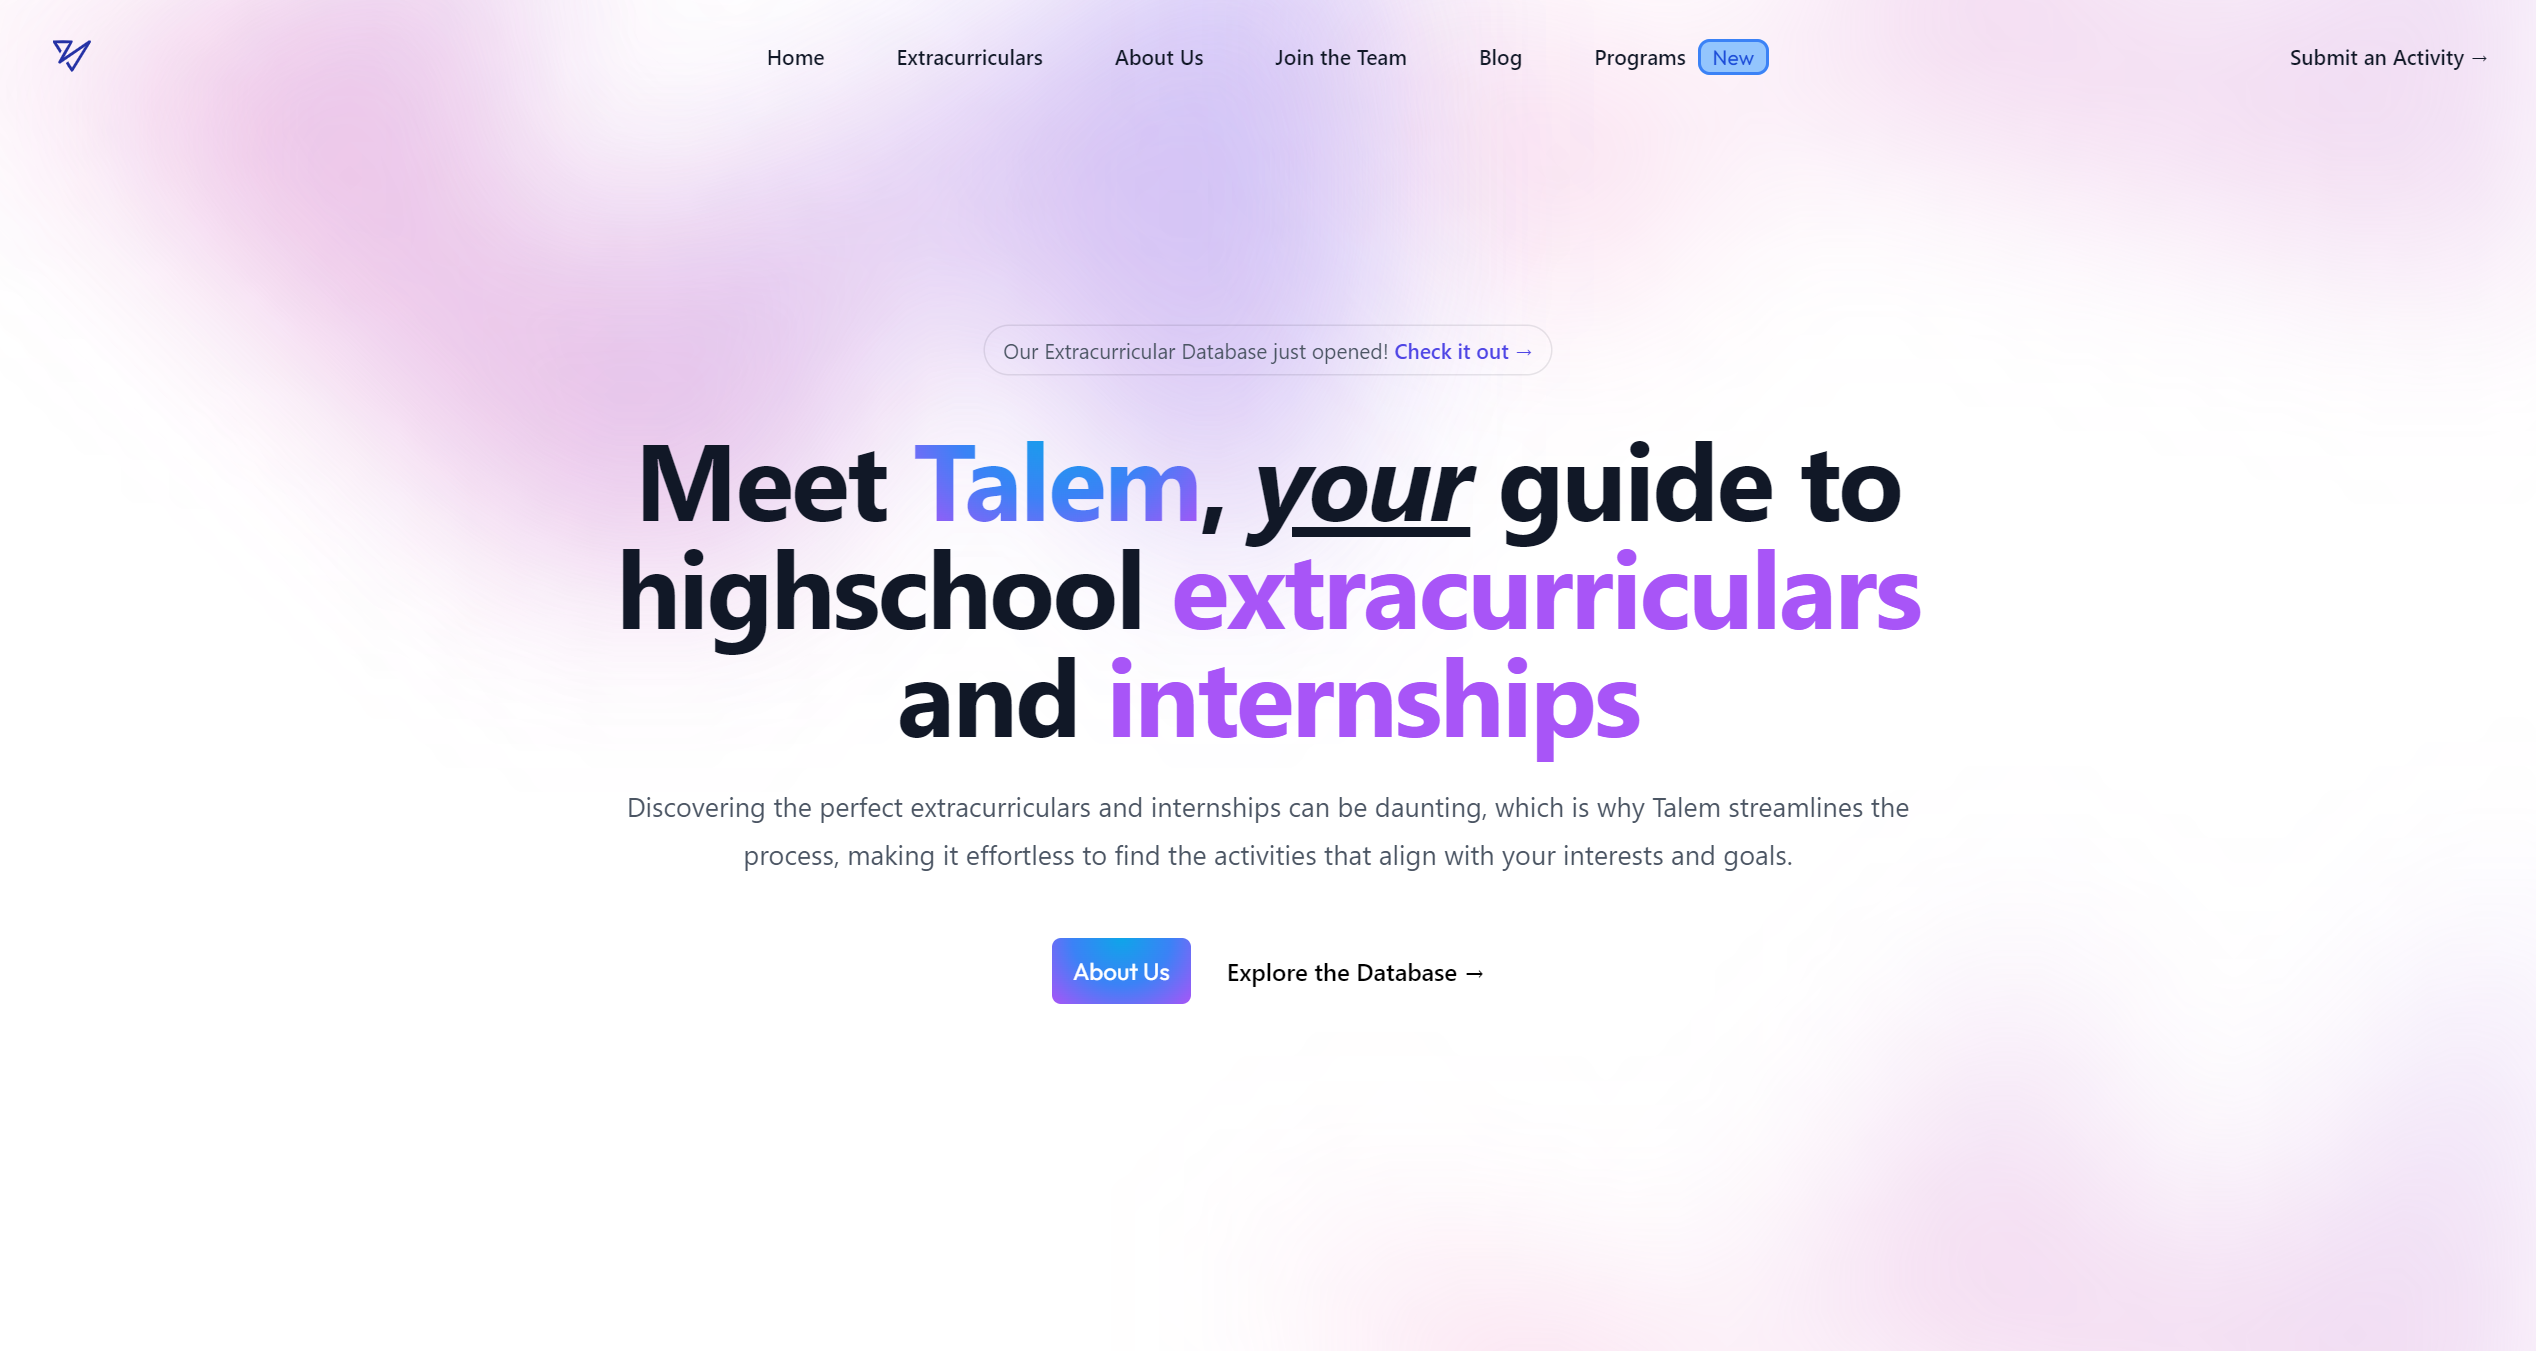 Home Extracurriculars About Us Join the Team Blog Programs New Submit an Activity →
Our Extracurricular Database just opened! Check it out →
Meet Talem, your guide to
highschool extracurriculars
and internships
Discovering the perfect extracurriculars and internships can be daunting, which is why Talem streamlines the
process, making it effortless to find the activities that align with your interests and goals.
About Us Explore the Database →